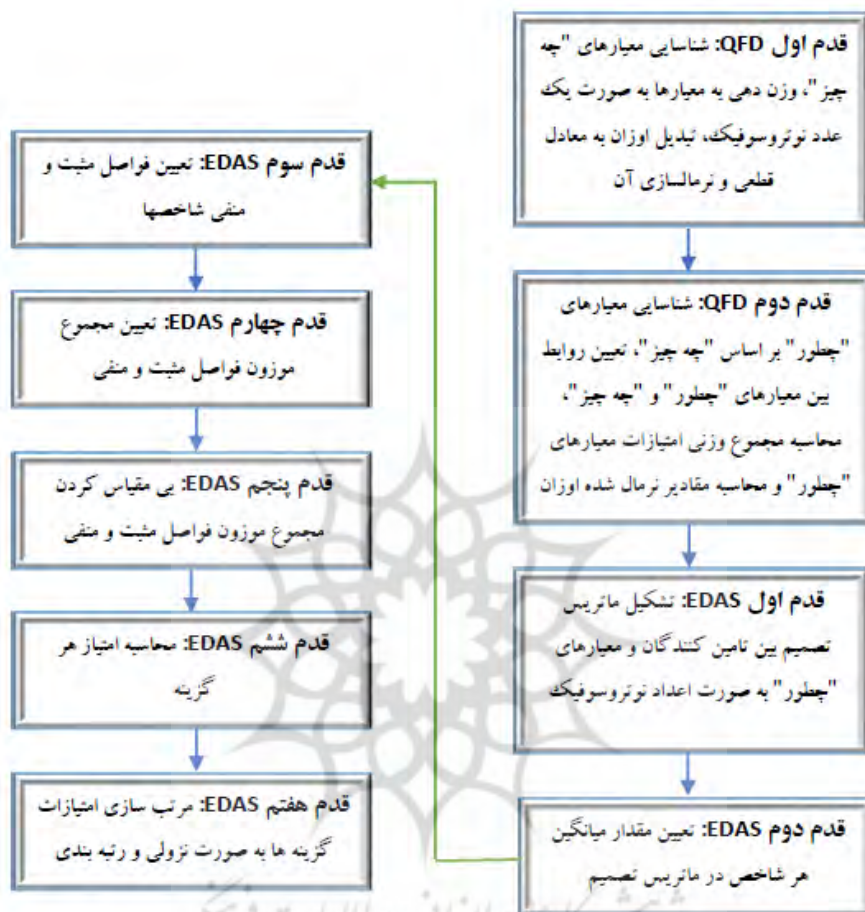 قدم اول QFD: شناسایی معیارهای "چه
چیز"، وزن دهی به معیارها به صورت یک
عدد نوتروسوفیک، تبدیل اوزان به معادل
قطعی و نرمالسازی آن
قدم دوم QFD: شناسایی معیارهای
"چطور" بر اساس "چه چیز"، تعیین روابط
بین معیارهای "چطور" و "چه چیز"،
محاسبه مجموع وزنی امتیازات معیارهای
"چطور" و محاسبه مقادیر نرمال شده اوزان
قدم اول EDAS: تشکیل ماتریس
تصمیم بین تامین کنندگان و معیارهای
"چطور" به صورت اعداد نوتروسوفیک
قدم دوم EDAS: تعیین مقدار میانگین
هر شاخص در ماتریس تصمیم
قدم سوم EDAS: تعیین فواصل مثبت و
منفی شاخصها
قدم چهارم EDAS: تعیین مجموع
موزون فواصل مثبت و منفی
قدم پنجم EDAS: بی مقیاس کردن
مجموع موزون فواصل مثبت و منفی
قدم ششم EDAS: محاسبه امتیاز هر
گزینه
قدم هفتم EDAS: مرتب سازی امتیازات
گزینه ها به صورت نزولی و رتبه بندی